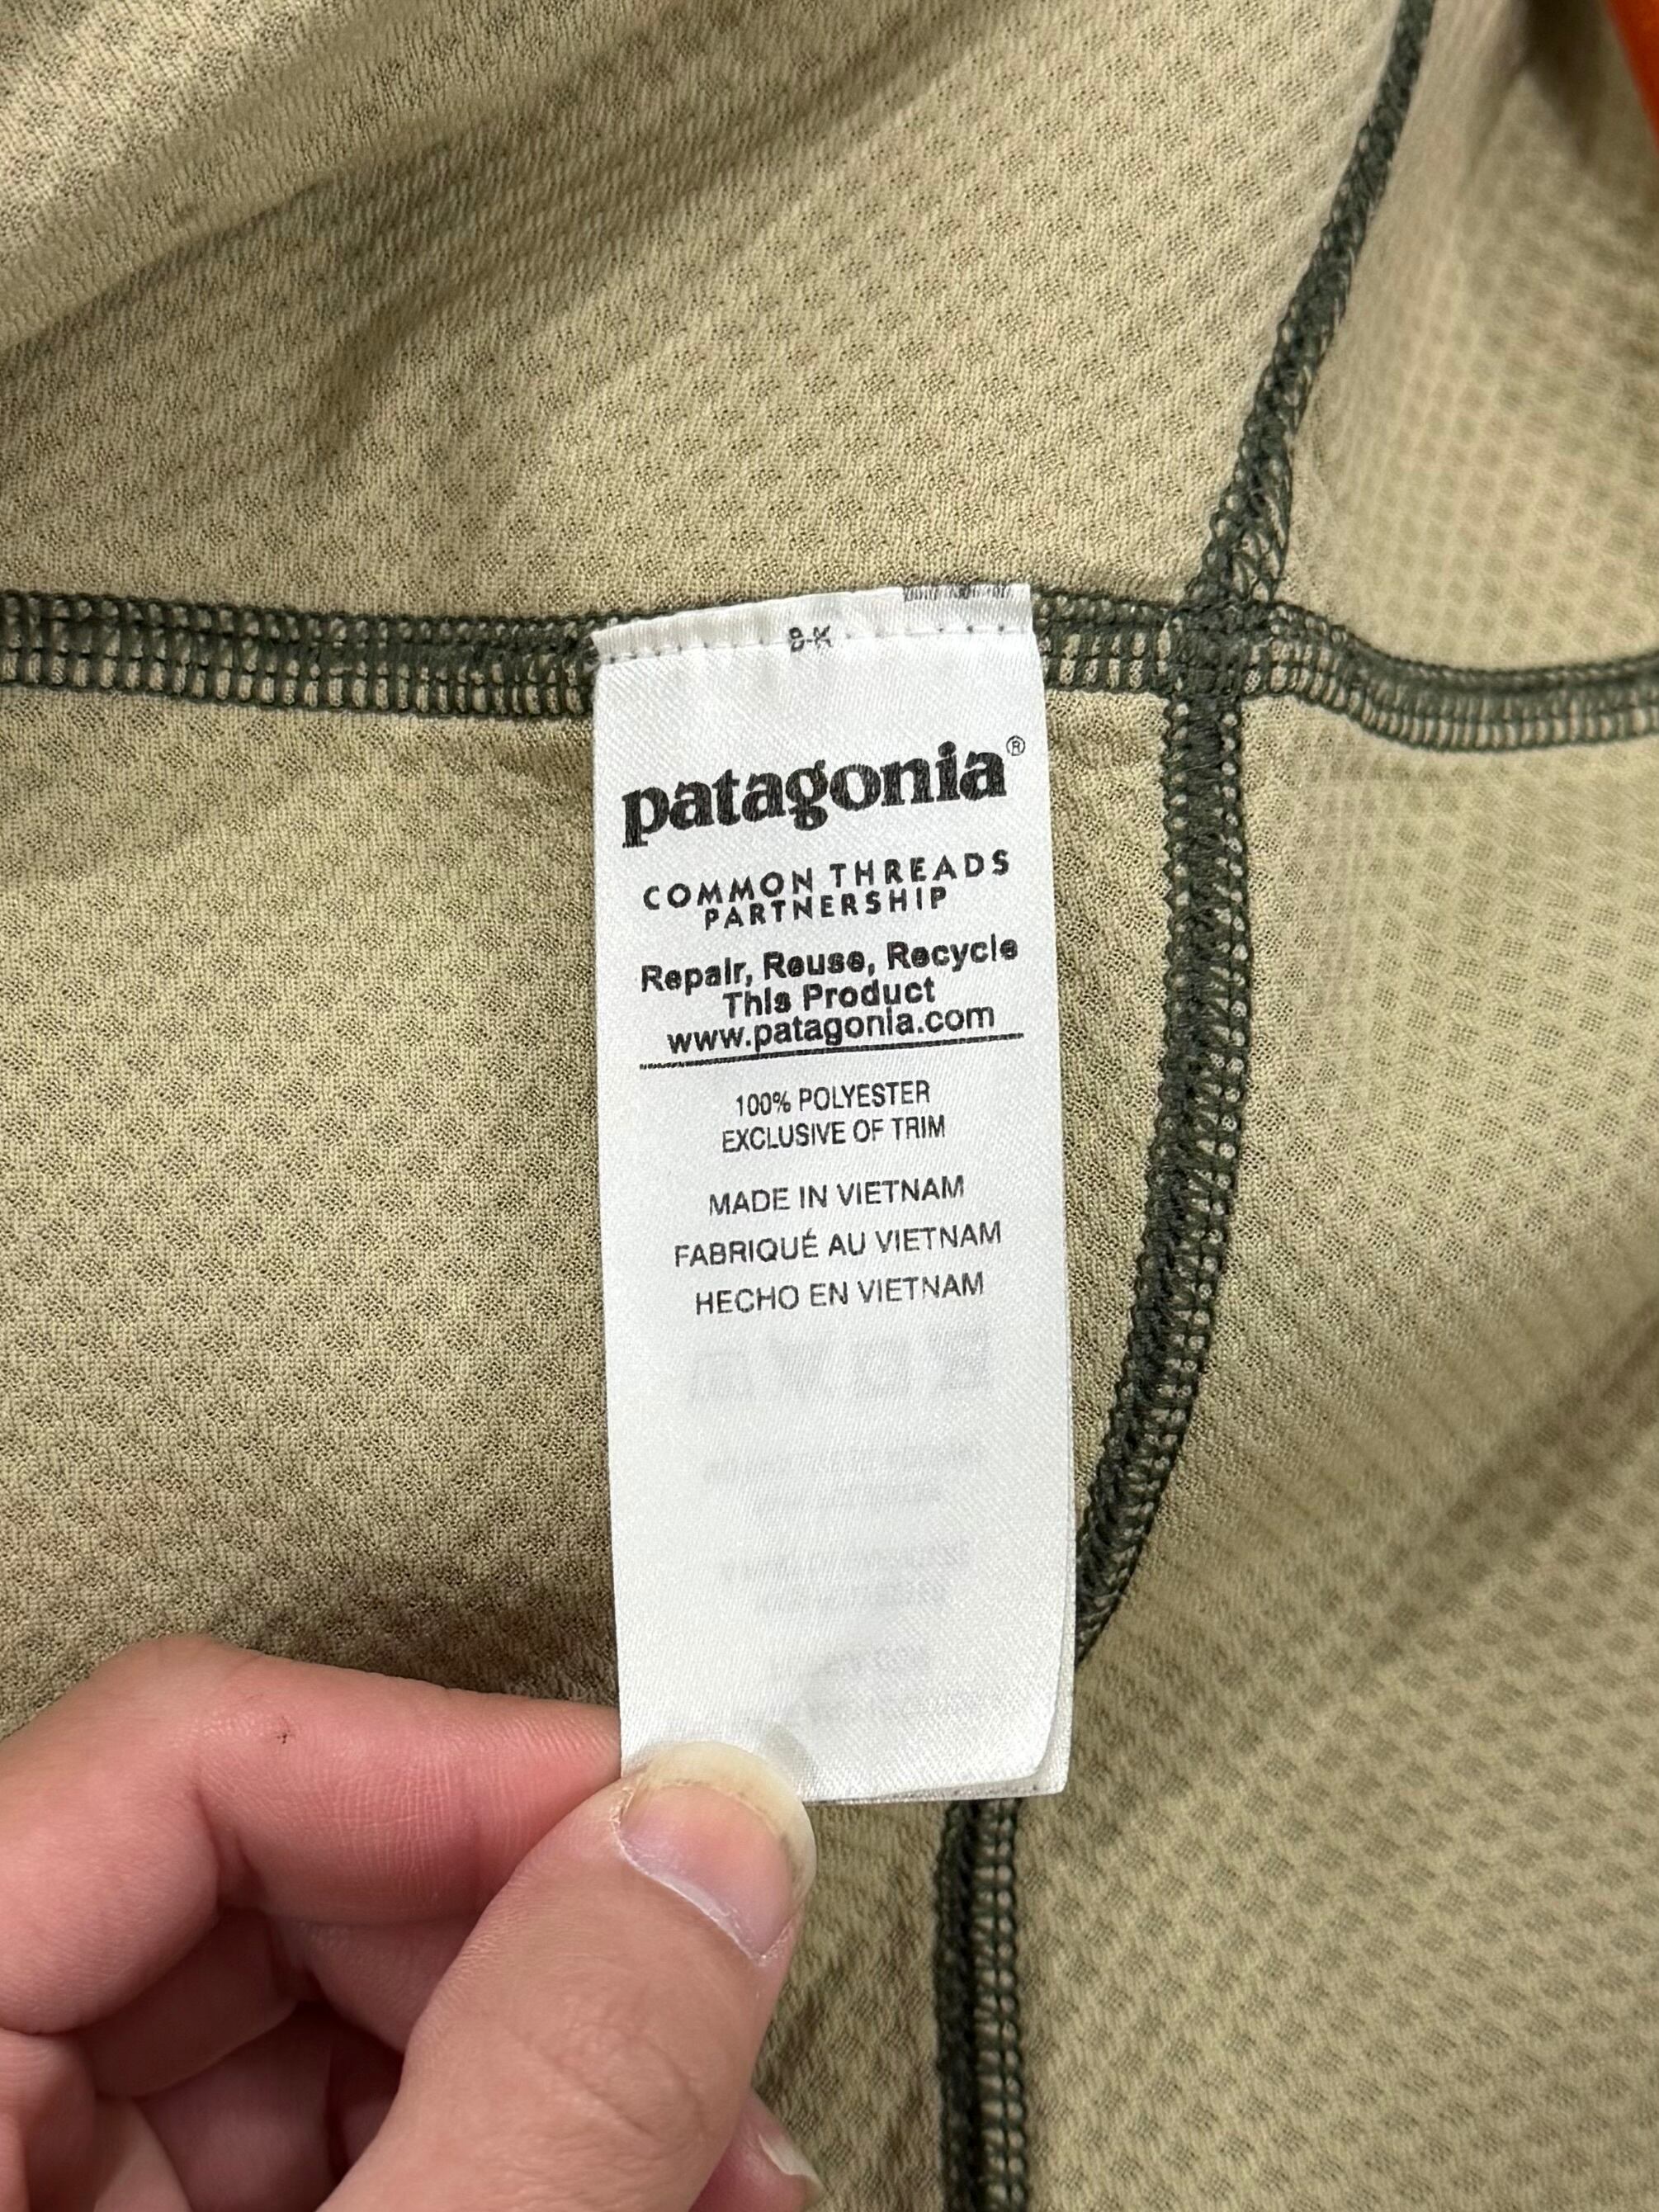 8-K
patagonia®
COMMON THREADS
PARTNERSHIP
Repair, Reuse, Recycle
This Product
www.patagonia.com
100% POLYESTER
EXCLUSIVE OF TRIM
MADE IN VIETNAM
FABRIQUÉ AU VIETNAM
HECHO EN VIETNAM